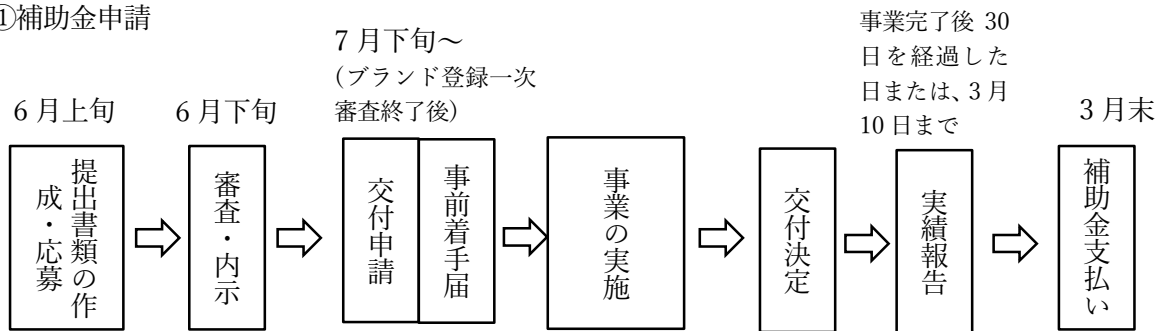 ①補助金申請
6月上旬
6月下旬
7月下旬～
(ブランド登録一次
審査終了後)
事業完了後 30
日を経過した
日または、3月
10日まで
3月末
提出書類の作
成・応募
審査・内示
交付申請
事前着手届
事業の実施
交付決定
実績報告
補助金支払い